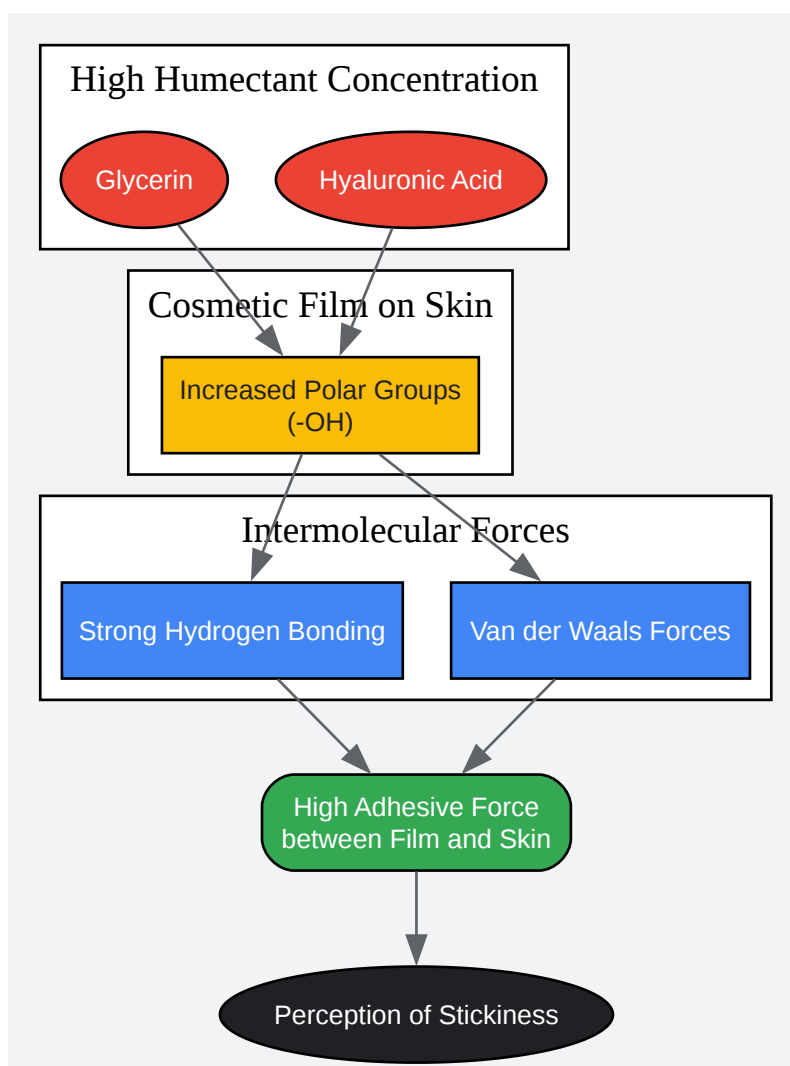 High Humectant Concentration
Glycerin
Hyaluronic Acid
Cosmetic Film on Skin
Increased Polar Groups
(-OH)
Intermolecular Forces
Strong Hydrogen Bonding
Van der Waals Forces
High Adhesive Force
between Film and Skin
Perception of Stickiness